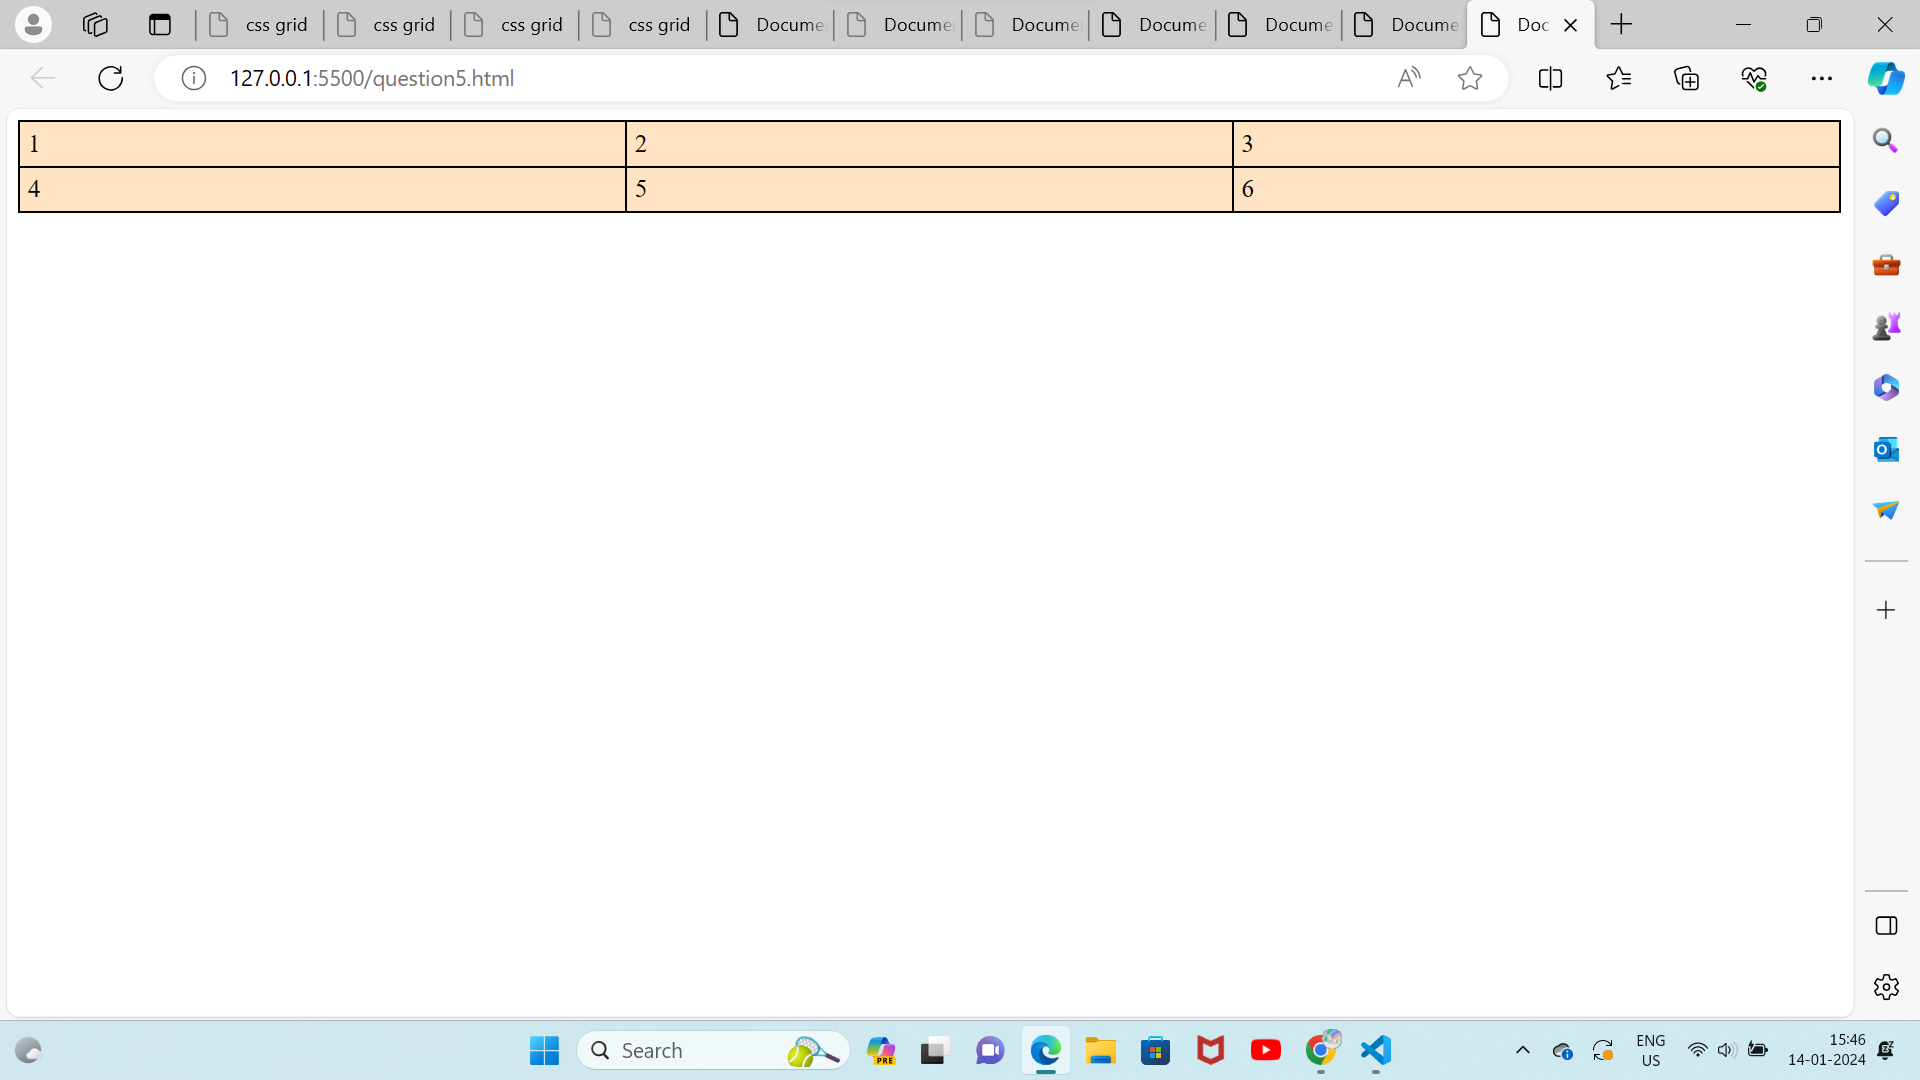 css grid
css grid
css grid
css grid
Docume
Docume
Docume
Docume
Docume
Docume
Doc
127.0.0.1:5500/question5.html
1 2 3
4 5 6
Search
PRE
ENG
US
15:46
14-01-2024